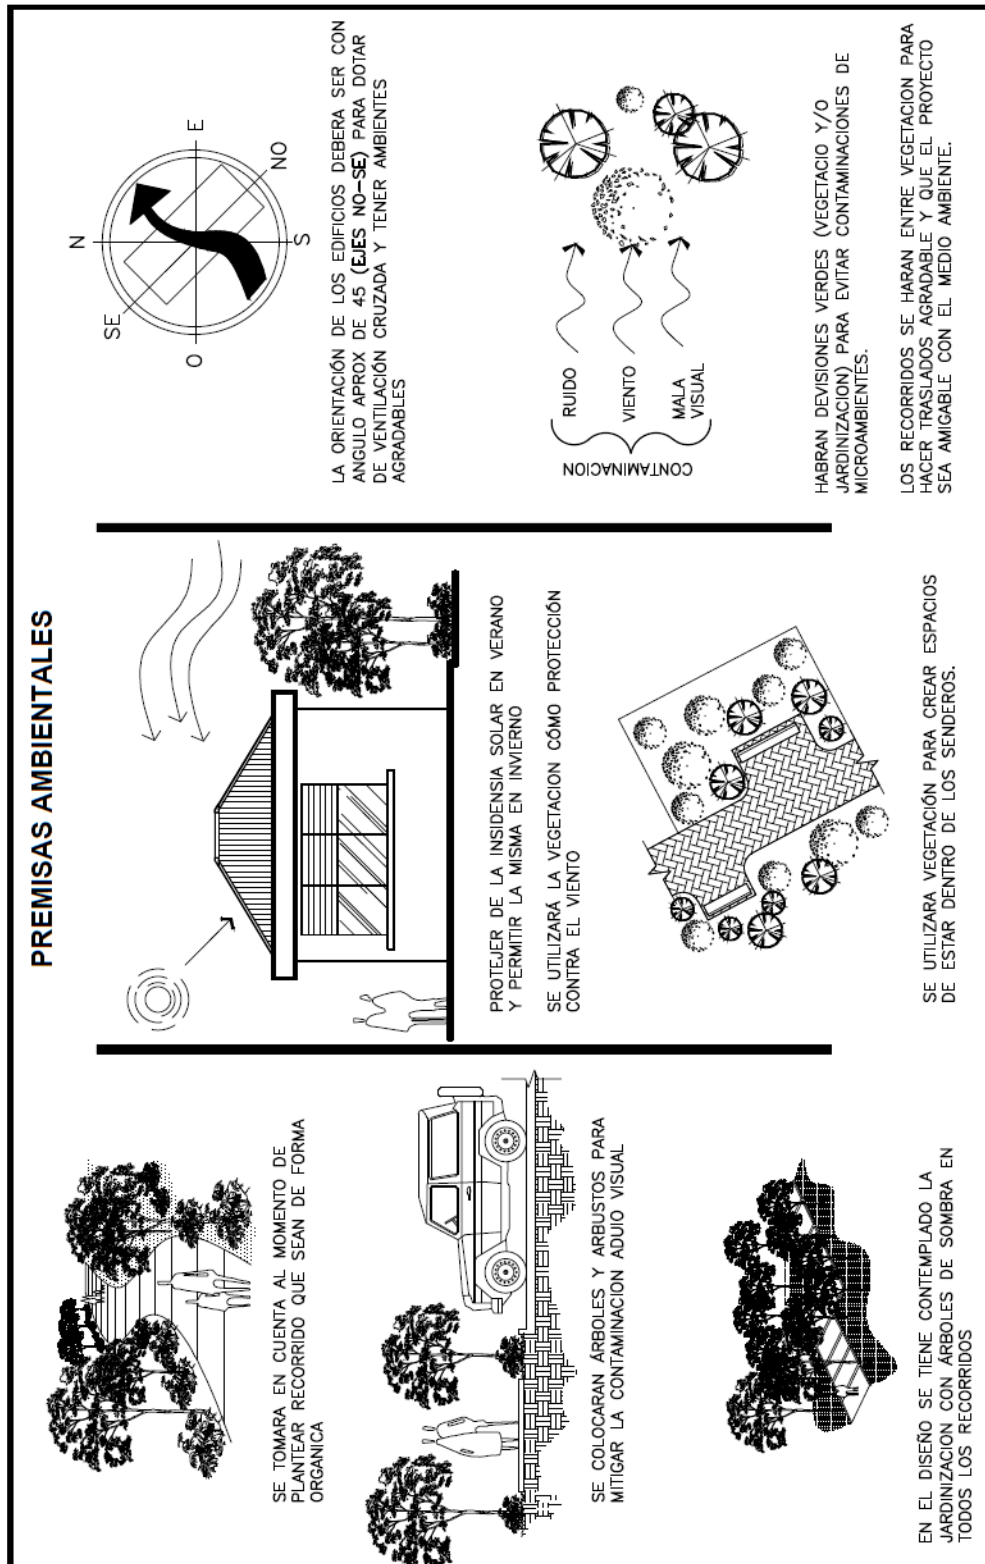 PREMISAS AMBIENTALES
SE TOMARA EN CUENTA AL MOMENTO DE
PLANTEAR RECORRIDO QUE SEAN DE FORMA
ORGANICA
SE COLOCARAN ÁRBOLES Y ARBUSTOS PARA
MITIGAR LA CONTAMINACION ADUIO VISUAL
EN EL DISEÑO SE TIENE CONTEMPLADO LA
JARDINIZACION CON ÁRBOLES DE SOMBRA EN
TODOS LOS RECORRIDOS
PROTEJER DE LA INSIDENSIA SOLAR EN VERANO
Y PERMITIR LA MISMA EN INVIERNO
SE UTILIZARÁ LA VEGETACION CÓMO PROTECCIÓN
CONTRA EL VIENTO
SE UTILIZARA VEGETACIÓN PARA CREAR ESPACIOS
DE ESTAR DENTRO DE LOS SENDEROS.
N
SE
E
O
NO
S
LA ORIENTACIÓN DE LOS EDIFICIOS DEBERA SER CON
ANGULO APROX DE 45 (EJES NO-SE) PARA DOTAR
DE VENTILACIÓN CRUZADA Y TENER AMBIENTES
AGRADABLES
CONTAMINACION
RUIDO
VIENTO
MALA
VISUAL
HABRAN DEVISIONES VERDES (VEGETACIO Y/O
JARDINIZACION) PARA EVITAR CONTAMINACIONES DE
MICROAMBIENTES.
LOS RECORRIDOS SE HARAN ENTRE VEGETACION PARA
HACER TRASLADOS AGRADABLE Y QUE EL PROYECTO
SEA AMIGABLE CON EL MEDIO AMBIENTE.